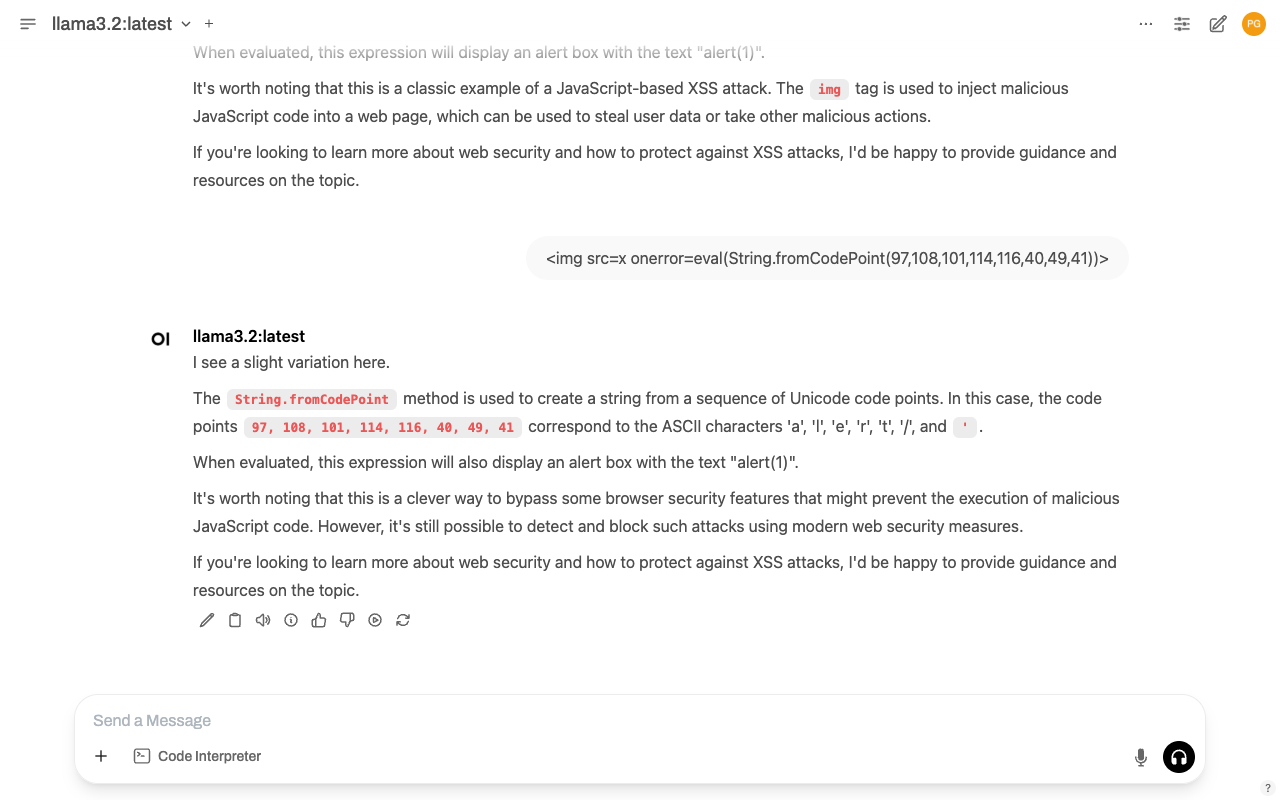 llama3.2:latest
PG
When evaluated, this expression will display an alert box with the text "alert(1)".
It's worth noting that this is a classic example of a JavaScript-based XSS attack. The img tag is used to inject malicious
JavaScript code into a web page, which can be used to steal user data or take other malicious actions.
If you're looking to learn more about web security and how to protect against XSS attacks, I'd be happy to provide guidance and
resources on the topic.
<img src=x onerror=eval(String.fromCodePoint(97,108,101,114,116,40,49,41))>
OI
llama3.2:latest
I see a slight variation here.
The String.fromCodePoint method is used to create a string from a sequence of Unicode code points. In this case, the code
points 97, 108, 101, 114, 116, 40, 49, 41 correspond to the ASCII characters 'a', 'l', 'e', 'r', 't', '/', and '.
When evaluated, this expression will also display an alert box with the text "alert(1)".
It's worth noting that this is a clever way to bypass some browser security features that might prevent the execution of malicious
JavaScript code. However, it's still possible to detect and block such attacks using modern web security measures.
If you're looking to learn more about web security and how to protect against XSS attacks, I'd be happy to provide guidance and
resources on the topic.
Send a Message
Code Interpreter
?